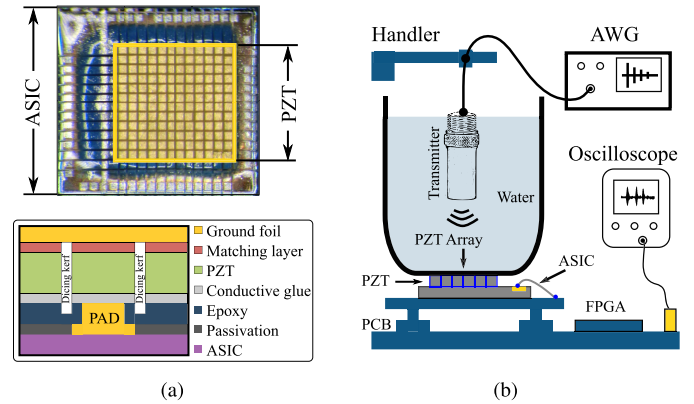 ASIC
PZT
Ground foil
Matching layer
PZT
Conductive glue
Epoxy
Passivation
ASIC
Dicing kerf
Dicing kerf
PAD
(a)
Handler
AWG
Transmitter
Water
Oscilloscope
PZT Array
ASIC
PZT
PCB
FPGA
(b)